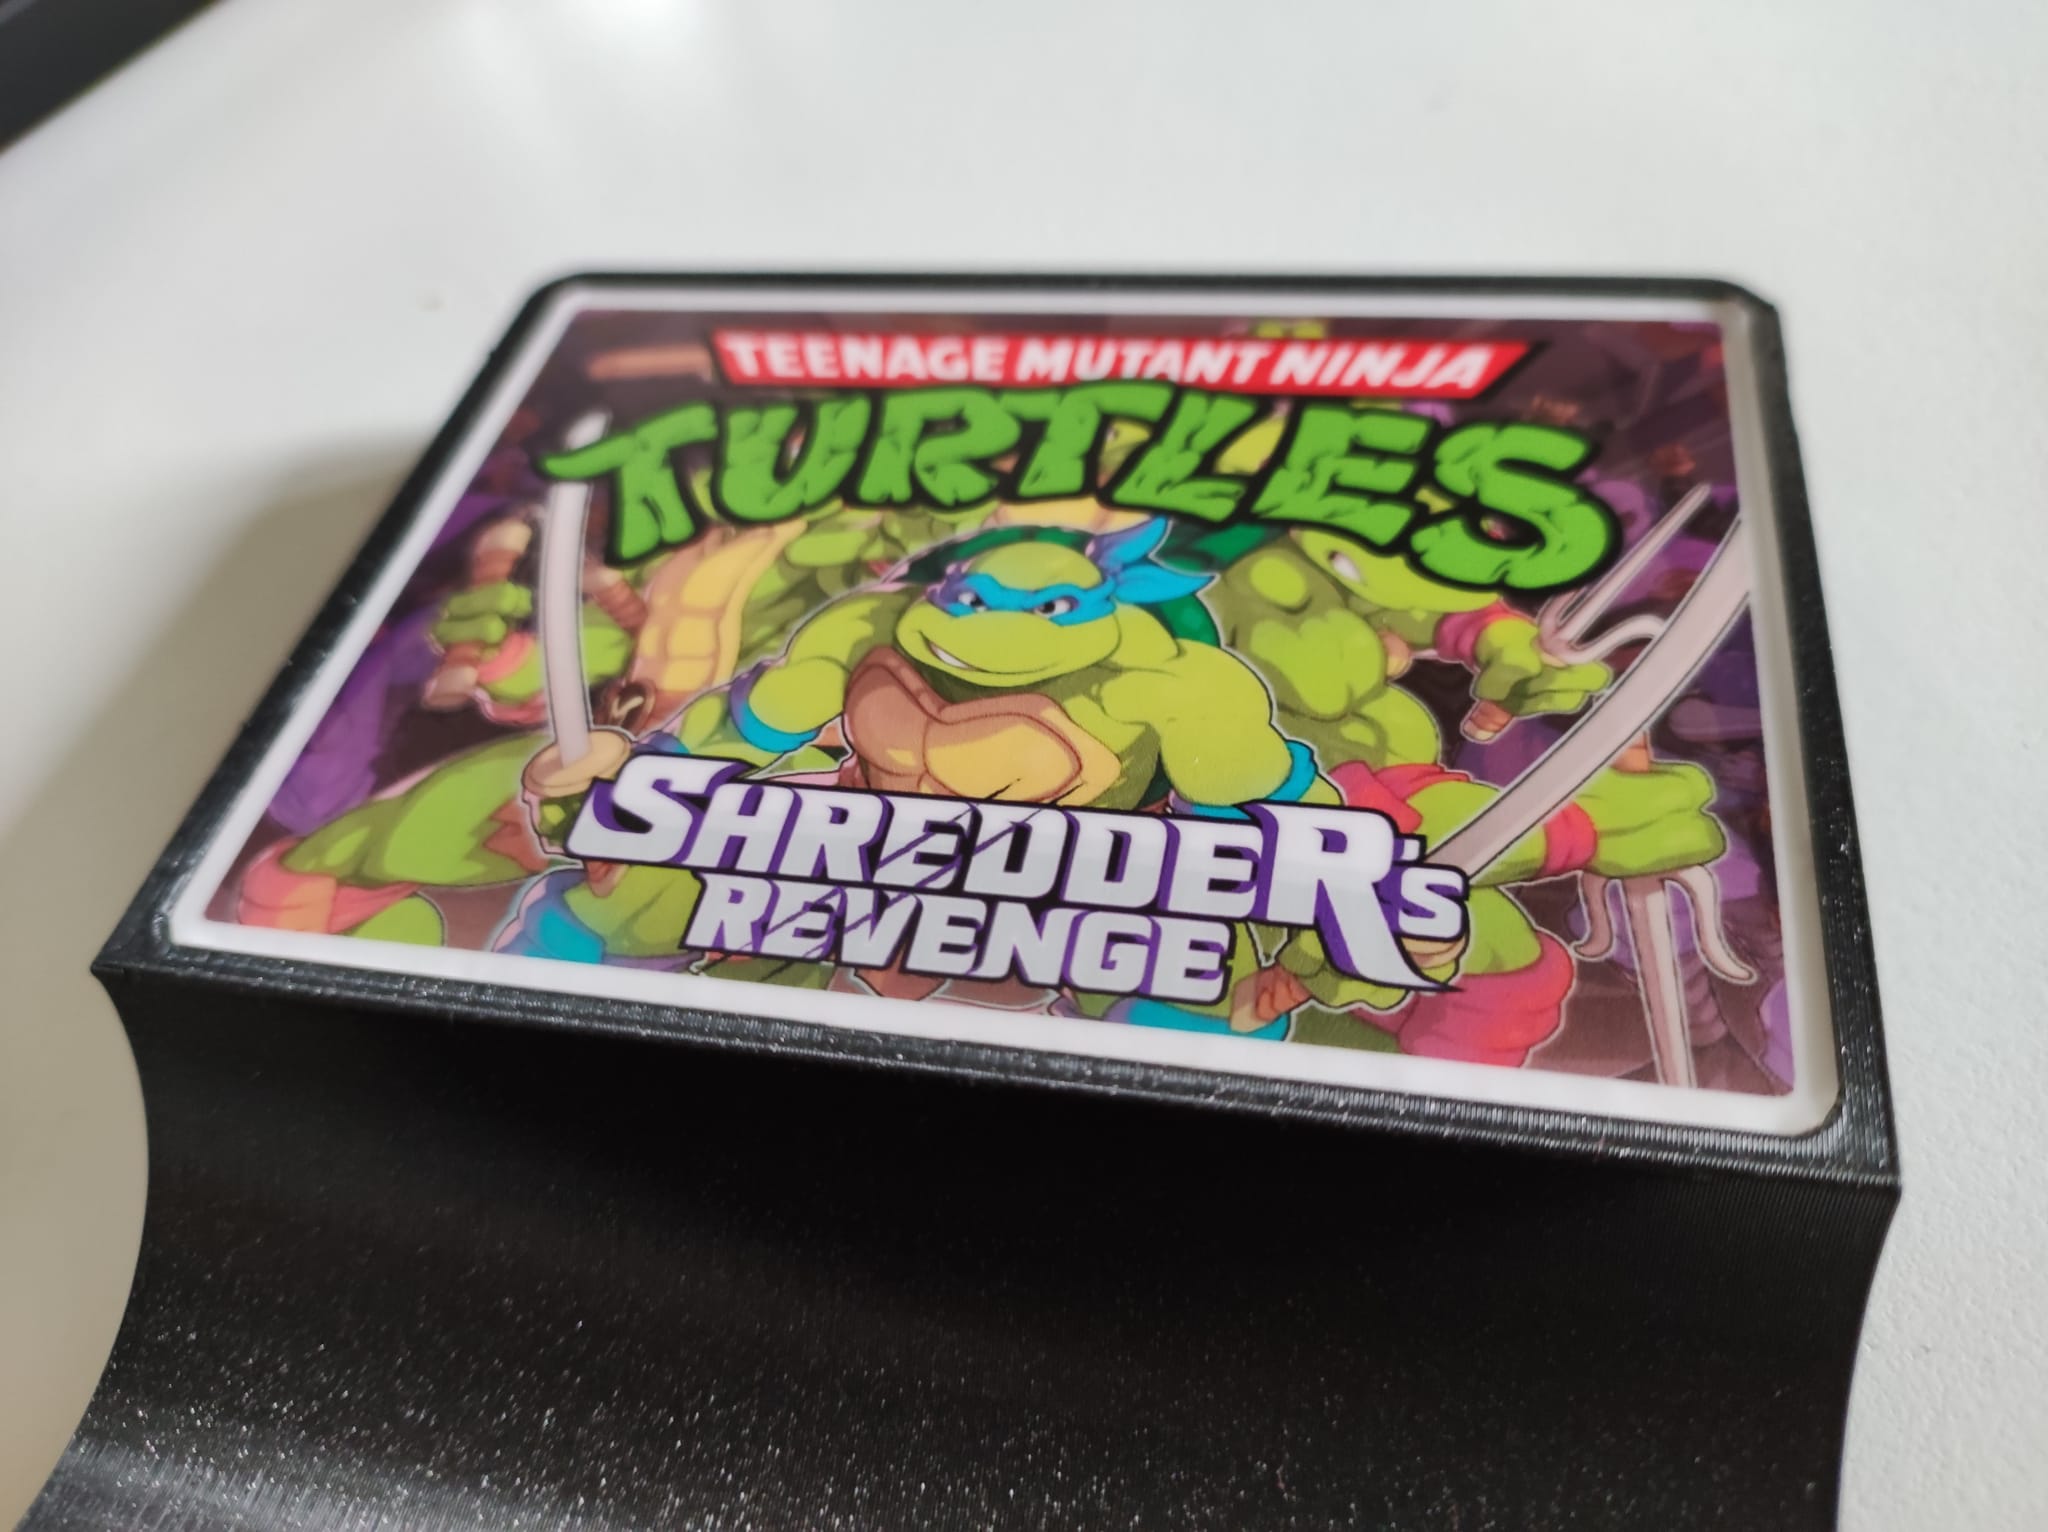 TEENAGE MUTANT NINJA
TURTLES
SHREDDER'S
REVENGE